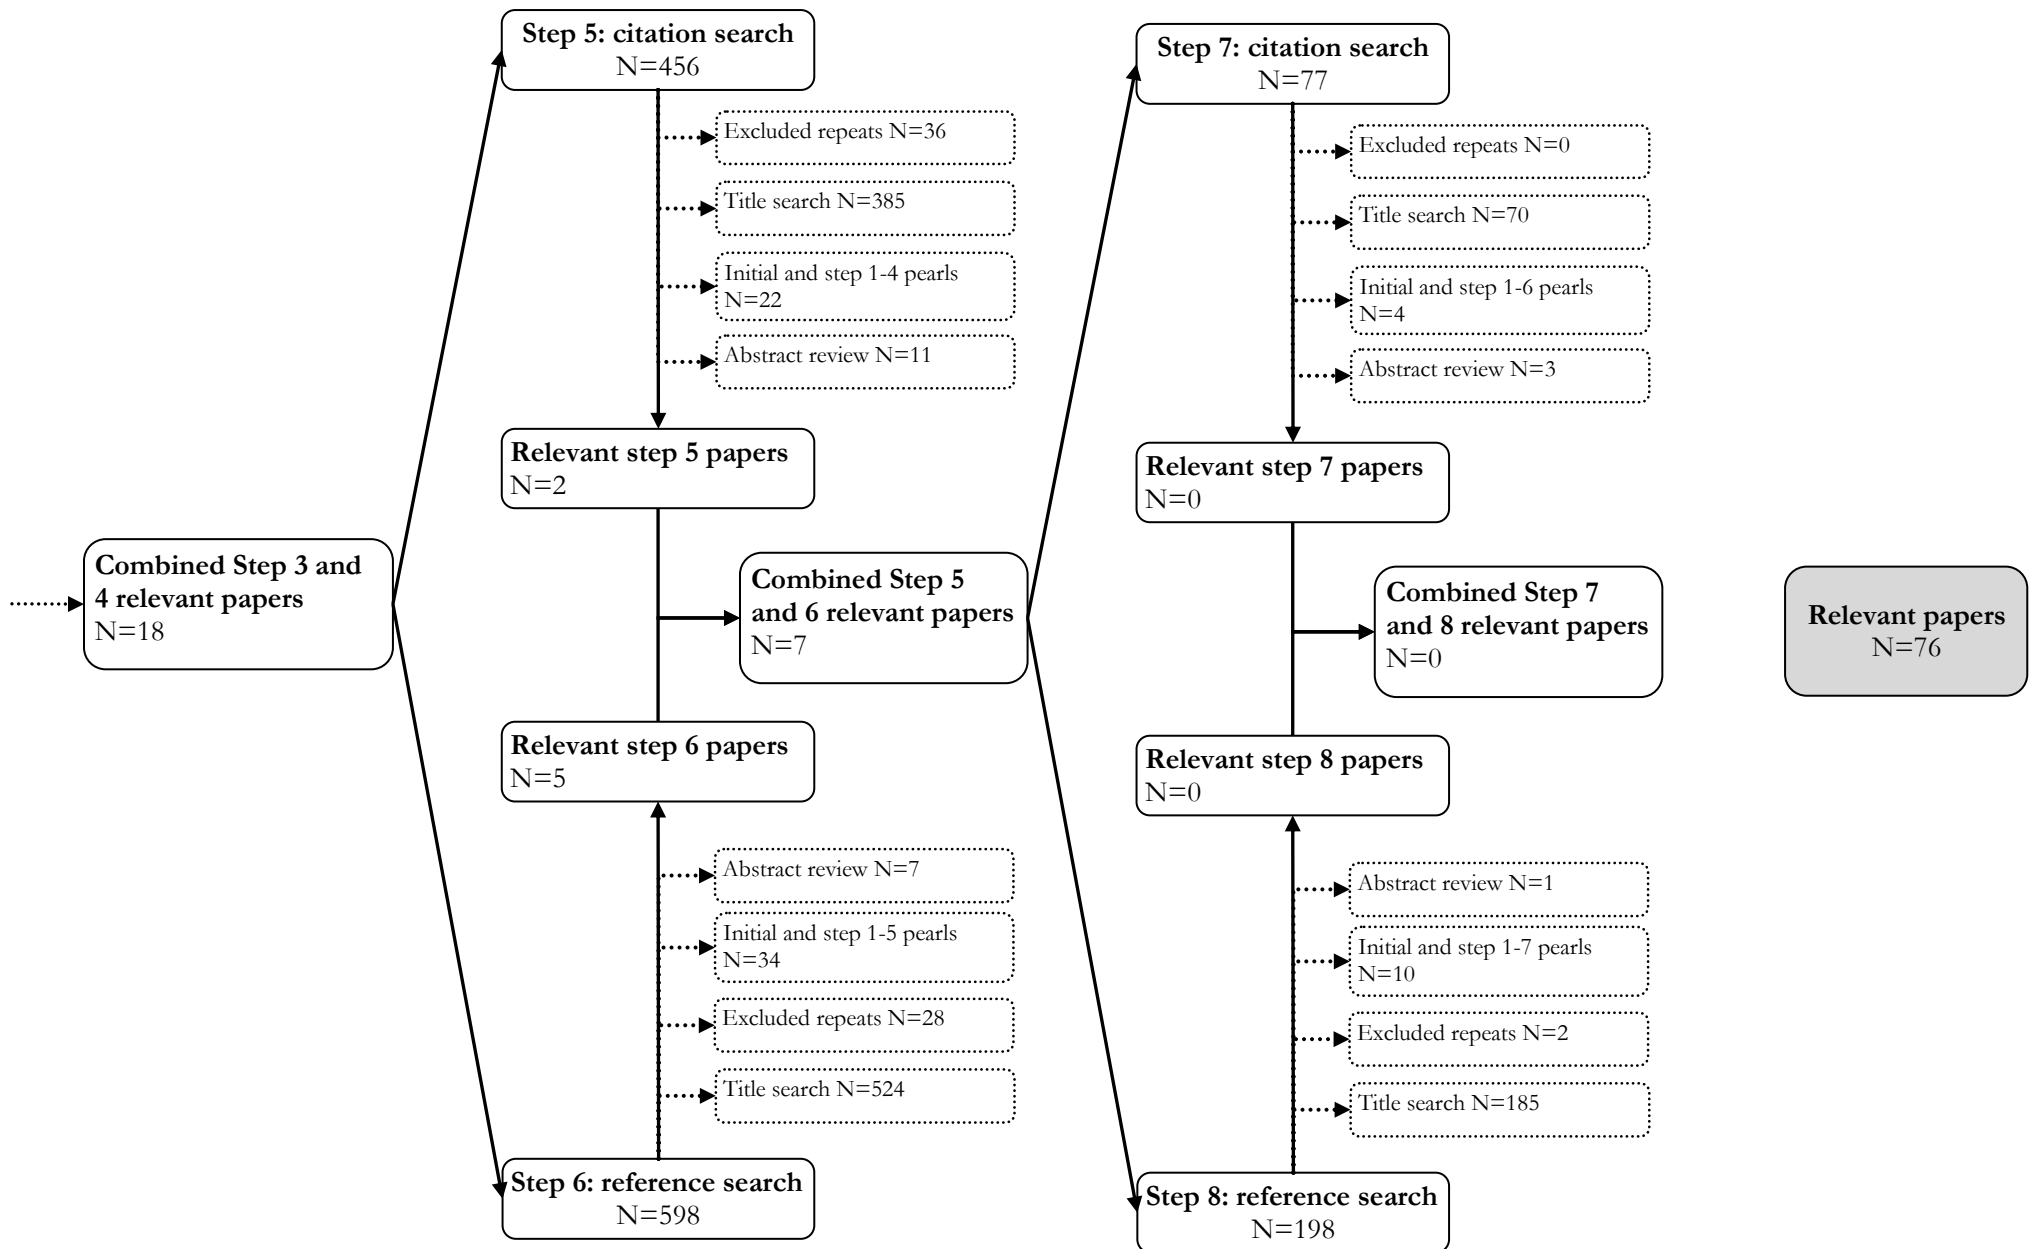 Combined Step 3 and
4 relevant papers
N=18
Step 5: citation search
N=456
Excluded repeats N=36
Title search N=385
Initial and step 1-4 pearls
N=22
Abstract review N=11
Relevant step 5 papers
N=2
Combined Step 5
and 6 relevant papers
N=7
Relevant step 6 papers
N=5
Abstract review N=7
Initial and step 1-5 pearls
N=34
Excluded repeats N=28
Title search N=524
Step 6: reference search
N=598
Step 7: citation search
N=77
Excluded repeats N=0
Title search N=70
Initial and step 1-6 pearls
N=4
Abstract review N=3
Relevant step 7 papers
N=0
Combined Step 7
and 8 relevant papers
N=0
Relevant step 8 papers
N=0
Abstract review N=1
Initial and step 1-7 pearls
N=10
Excluded repeats N=2
Title search N=185
Step 8: reference search
N=198
Relevant papers
N=76